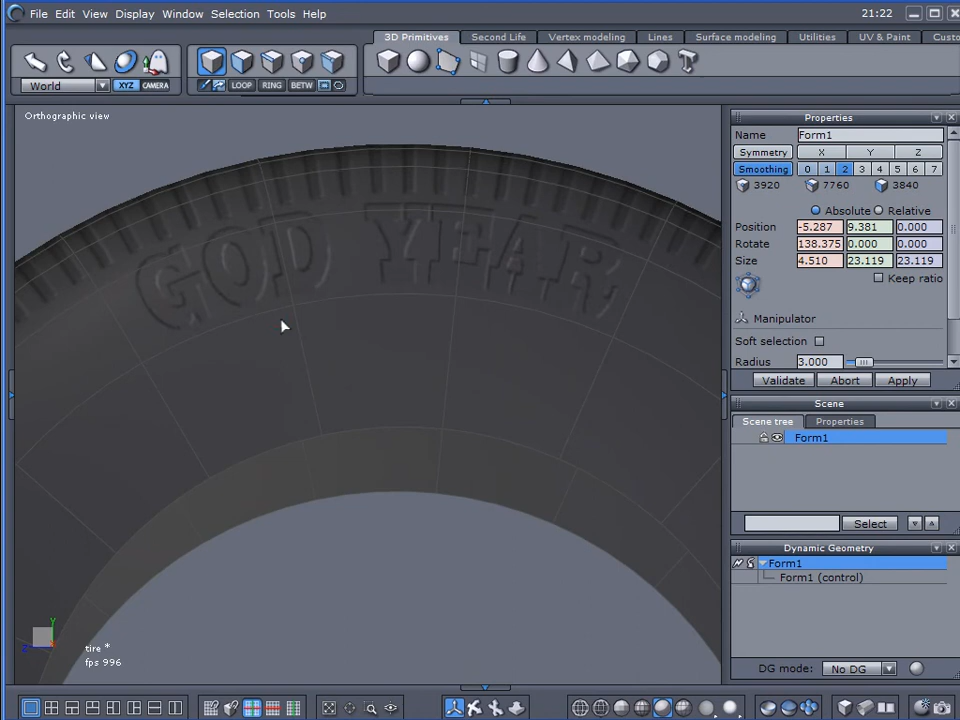 File Edit View Display Window Selection Tools Help 21:22
3D Primitives Second Life Vertex modeling Lines Surface modeling Utilities UV & Paint Custo
World XYZ CAMERA LOOP RING BETW
Orthographic view
GOD YEAR
tire *
fps 996
Y
Z
Properties
Name Form1
Symmetry X Y Z
Smoothing 0 1 2 3 4 5 6 7
3920 7760 3840
Absolute Relative
Position -5.287 9.381 0.000
Rotate 138.375 0.000 0.000
Size 4.510 23.119 23.119
Keep ratio
Manipulator
Soft selection
Radius 3.000
Validate Abort Apply
Scene
Scene tree Properties
Form1
Select
Dynamic Geometry
Form1
Form1 (control)
DG mode: No DG